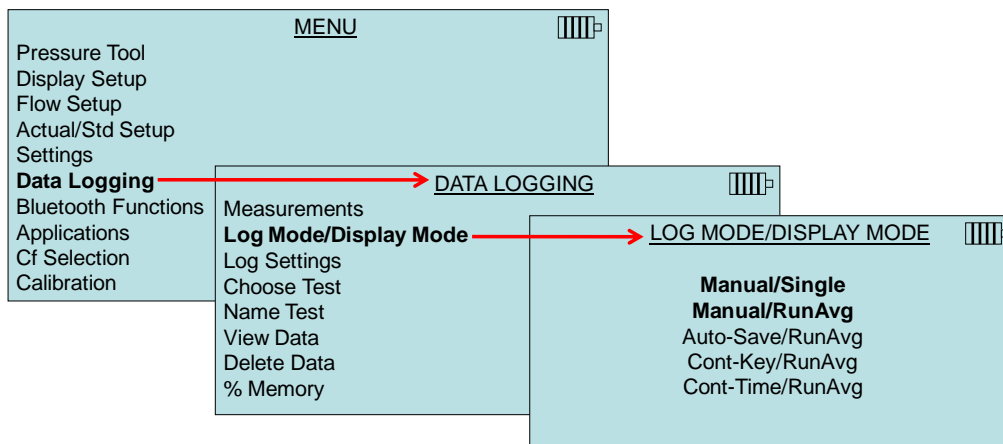 MENU
Pressure Tool
Display Setup
Flow Setup
Actual/Std Setup
Settings
Data Logging
Bluetooth Functions
Applications
Cf Selection
Calibration
DATA LOGGING
Measurements
Log Mode/Display Mode
Log Settings
Choose Test
Name Test
View Data
Delete Data
% Memory
LOG MODE/DISPLAY MODE
Manual/Single
Manual/RunAvg
Auto-Save/RunAvg
Cont-Key/RunAvg
Cont-Time/RunAvg